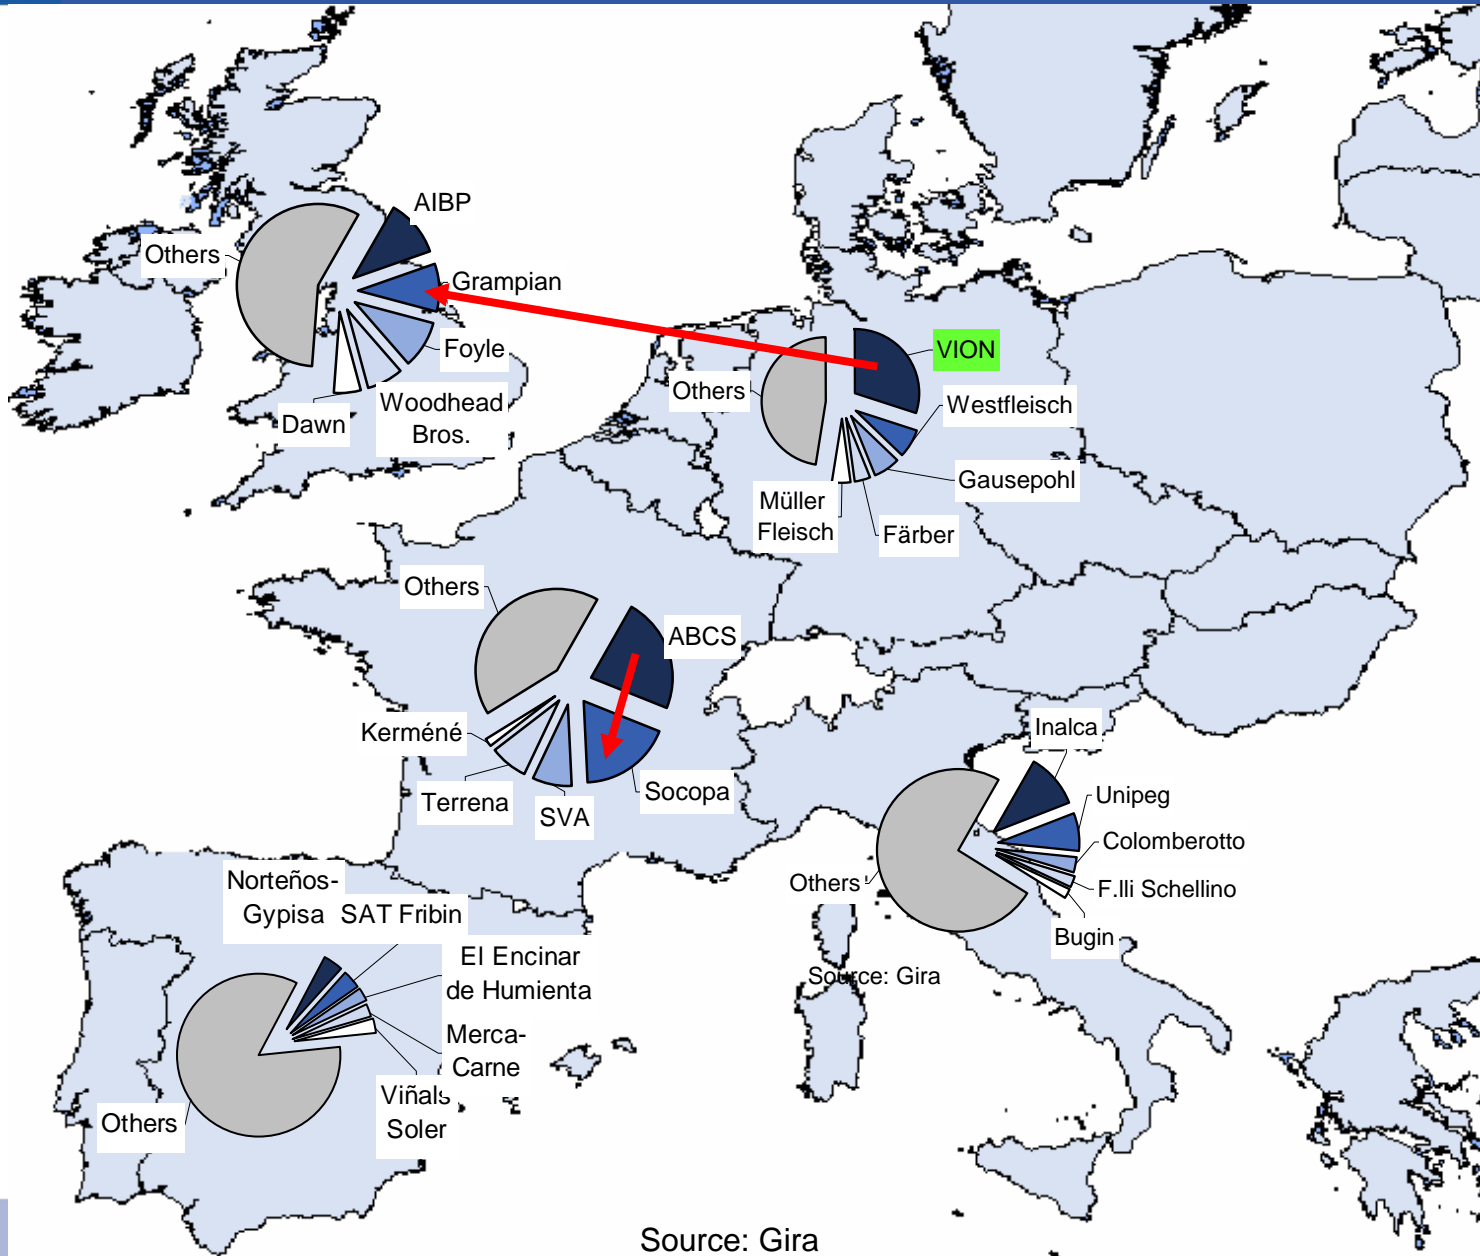 AIBP
Others
Grampian
Foyle
Woodhead
Bros.
Dawn
VION
Others
Westfleisch
Gausepohl
Müller
Fleisch
Färber
Others
ABCS
Kerméné
Terrena
SVA
Socopa
Inalca
Unipeg
Colomberotto
F.lli Schellino
Bugin
Others
Source: Gira
Norteños-
Gypisa
SAT Fribin
El Encinar
de Humienta
Merca-
Carne
Viñals
Soler
Others
Source: Gira